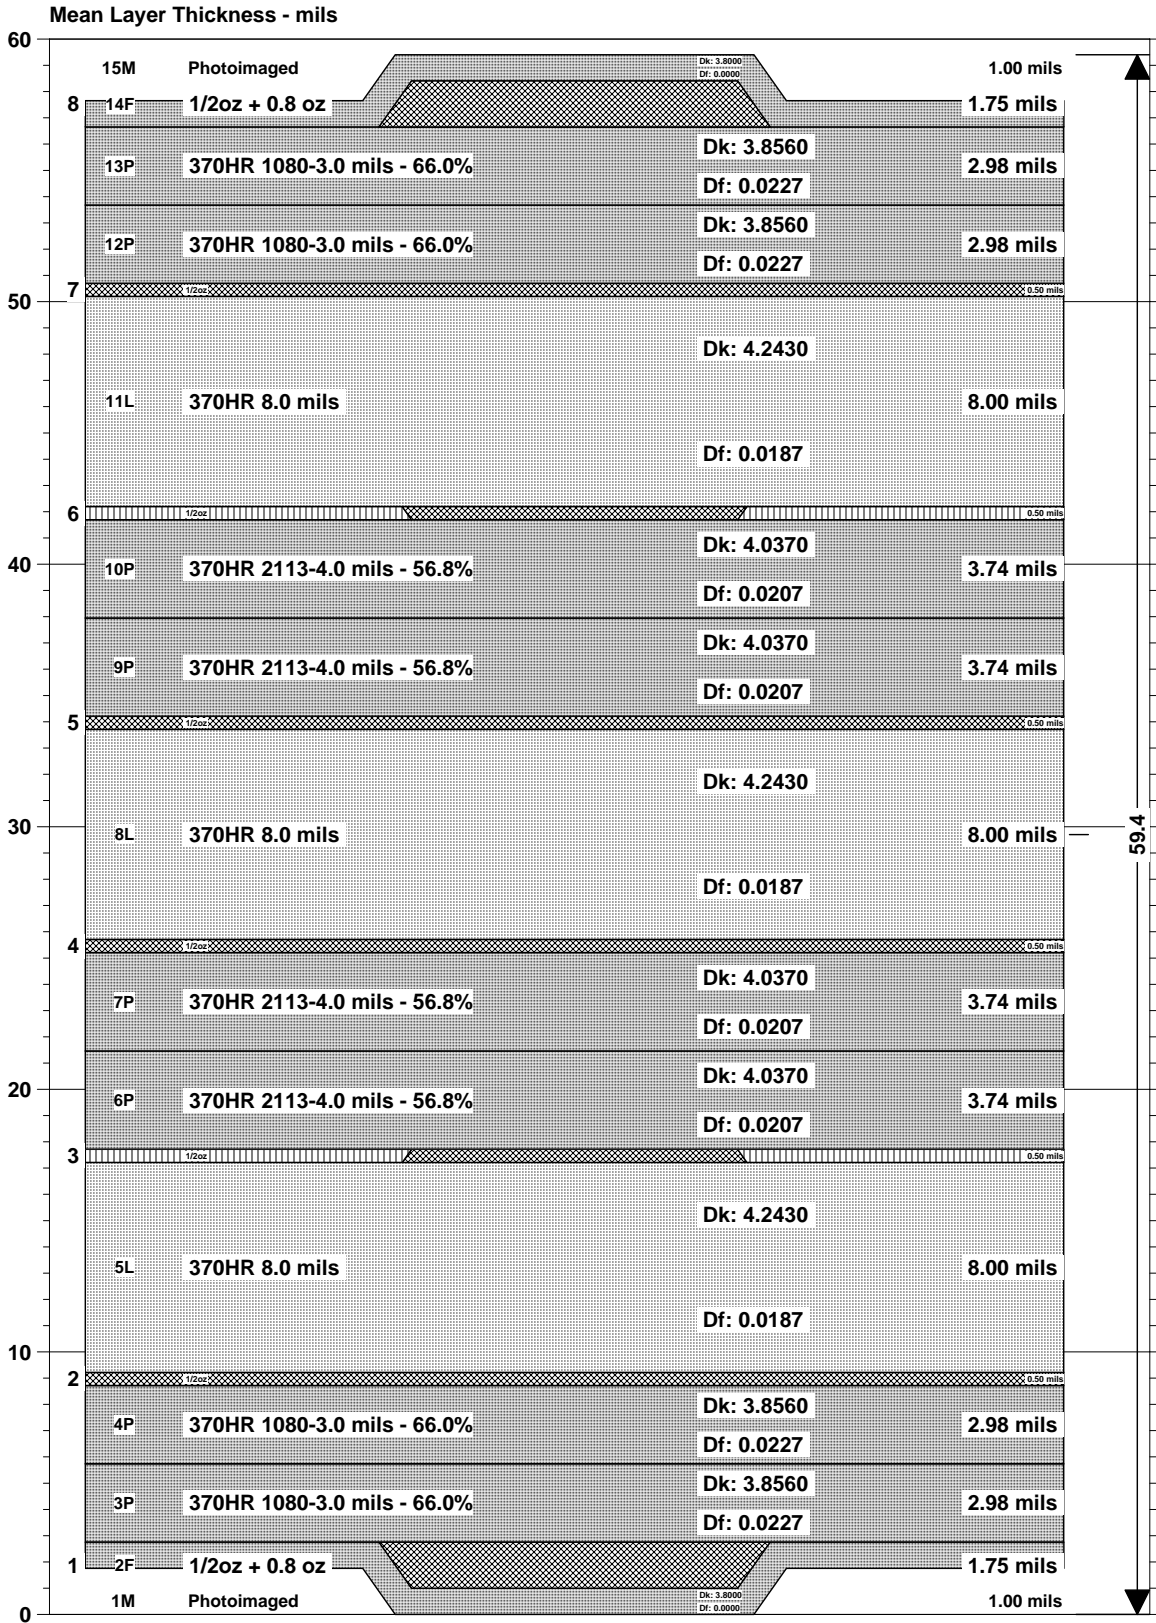 Mean Layer Thickness - mils
60
15M Photoimaged Dk: 3.8000 1.00 mils
Df: 0.0000
8 14F 1/2oz + 0.8 oz 1.75 mils
Dk: 3.8560
13P 370HR 1080-3.0 mils - 66.0% 2.98 mils
Df: 0.0227
Dk: 3.8560
12P 370HR 1080-3.0 mils - 66.0% 2.98 mils
Df: 0.0227
7 1/2oz 0.50 mils
50
Dk: 4.2430
11L 370HR 8.0 mils 8.00 mils
Df: 0.0187
6 1/2oz 0.50 mils
Dk: 4.0370
40 10P 370HR 2113-4.0 mils - 56.8% 3.74 mils
Df: 0.0207
Dk: 4.0370
9P 370HR 2113-4.0 mils - 56.8% 3.74 mils
Df: 0.0207
5 1/2oz 0.50 mils
Dk: 4.2430
30 8L 370HR 8.0 mils 8.00 mils 59.4
Df: 0.0187
4 1/2oz 0.50 mils
Dk: 4.0370
7P 370HR 2113-4.0 mils - 56.8% 3.74 mils
Df: 0.0207
Dk: 4.0370
20 6P 370HR 2113-4.0 mils - 56.8% 3.74 mils
Df: 0.0207
3 1/2oz 0.50 mils
Dk: 4.2430
5L 370HR 8.0 mils 8.00 mils
Df: 0.0187
10
2 1/2oz 0.50 mils
Dk: 3.8560
4P 370HR 1080-3.0 mils - 66.0% 2.98 mils
Df: 0.0227
Dk: 3.8560
3P 370HR 1080-3.0 mils - 66.0% 2.98 mils
Df: 0.0227
1 2F 1/2oz + 0.8 oz 1.75 mils
Dk: 3.8000
1M Photoimaged 1.00 mils
Df: 0.0000
0